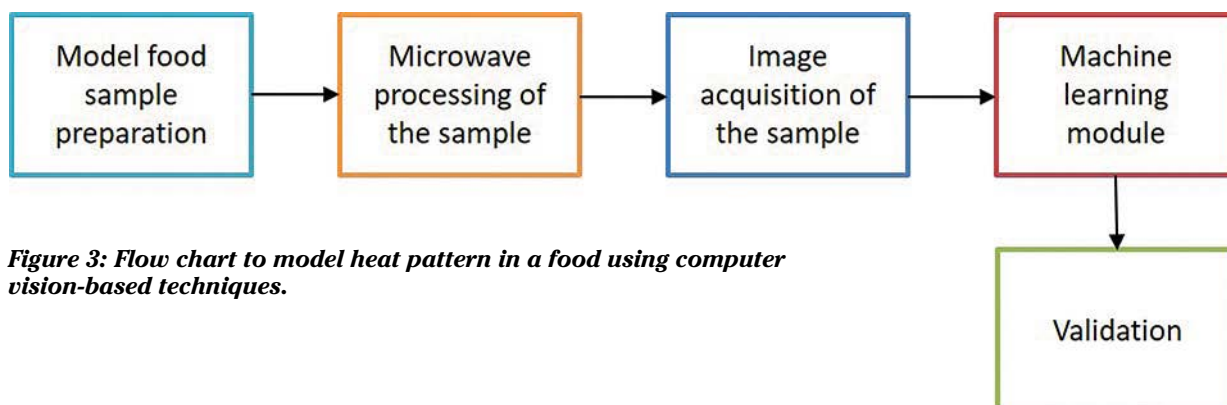 Model food
sample
preparation
Microwave
processing of
the sample
Image
acquisition of
the sample
Machine
learning
module
Validation
Figure 3: Flow chart to model heat pattern in a food using computer
vision-based techniques.